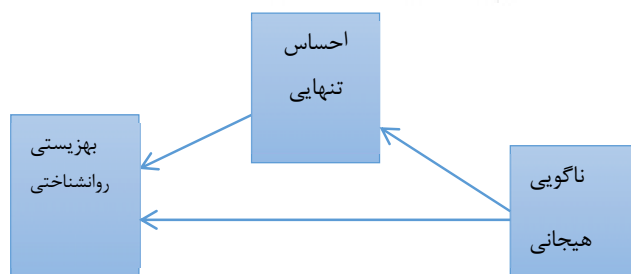 احساس
تنهایی
بهزیستی
روانشناختی
ناگویی
هیجانی